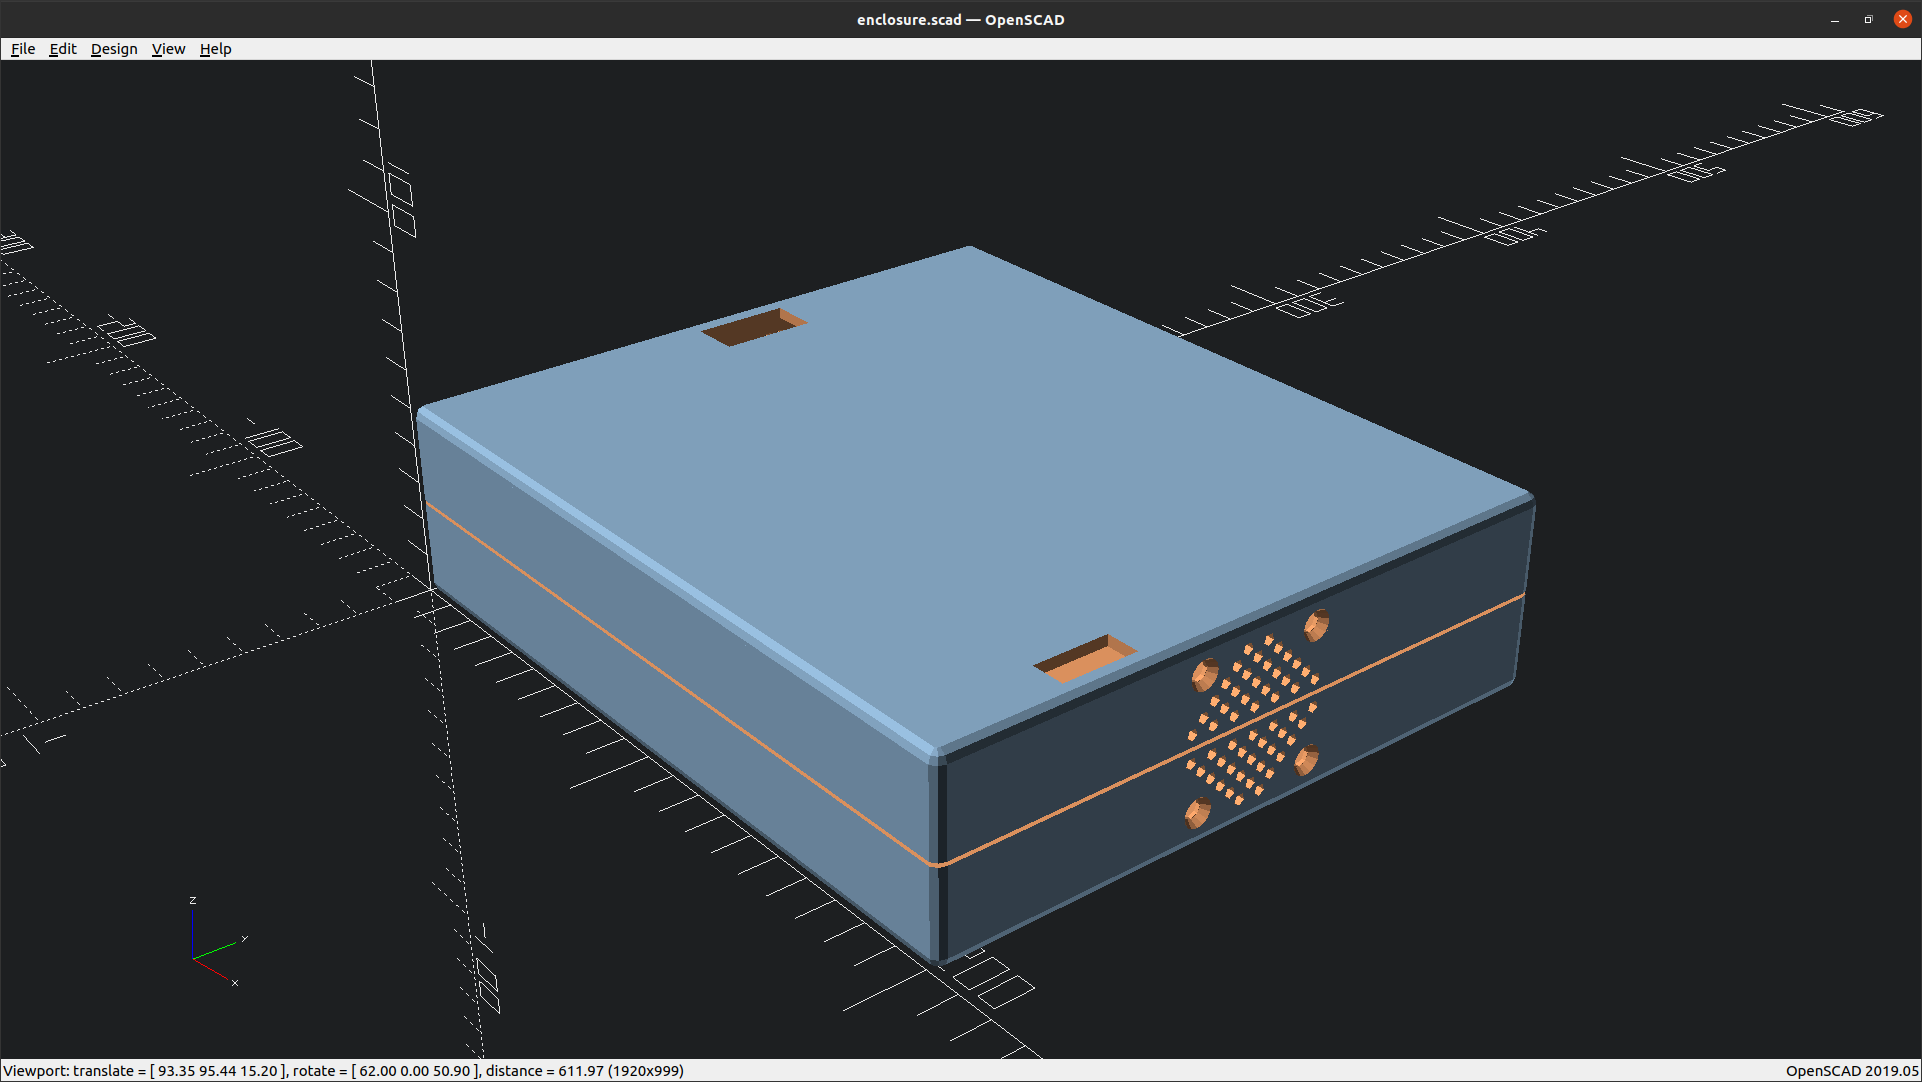 enclosure.scad — OpenSCAD
File Edit Design View Help
z
y
x
Viewport: translate = [ 93.35 95.44 15.20 ], rotate = [ 62.00 0.00 50.90 ], distance = 611.97 (1920x999)
OpenSCAD 2019.05